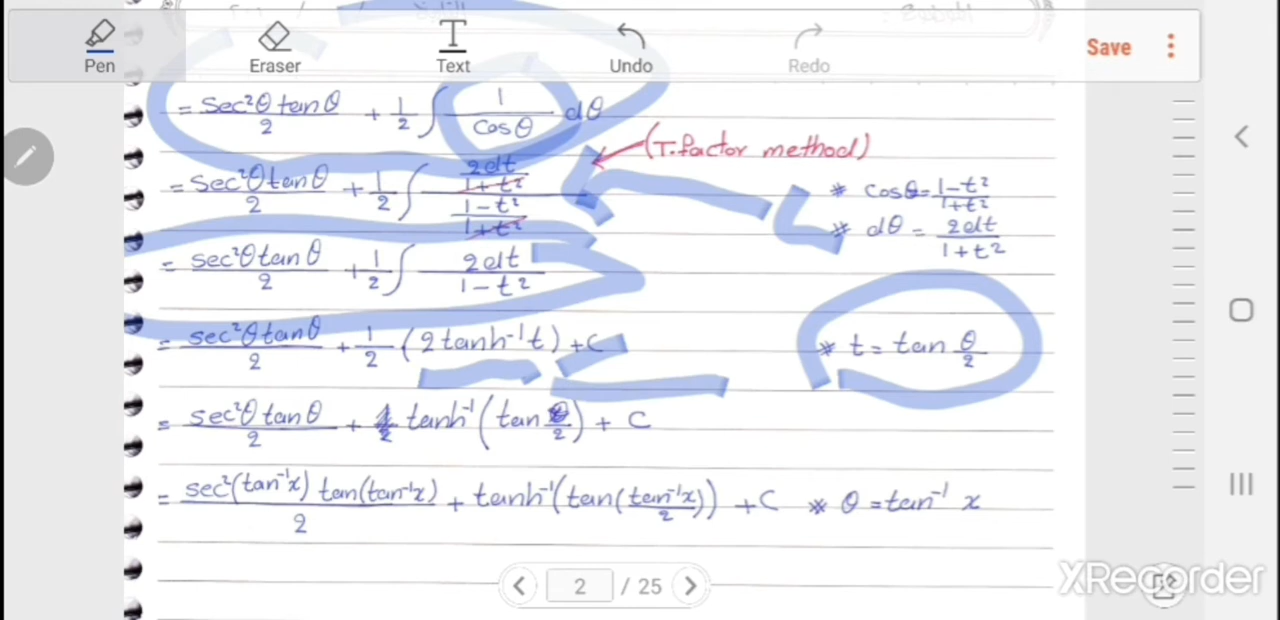 Pen Eraser Text Undo Redo Save
= sec²θ tanθ / 2 + 1/2 ∫ 1/cosθ dθ
(T.factor method)
= sec²θ tanθ / 2 + 1/2 ∫ (2dt/(1+t²)) / ((1-t²)/(1+t²))
* cosθ = (1-t²)/(1+t²)
* dθ = 2dt/(1+t²)
= sec²θ tanθ / 2 + 1/2 ∫ 2dt/(1-t²)
= sec²θ tanθ / 2 + 1/2 (2tanh⁻¹t) + C
* t = tan θ/2
= sec²θ tanθ / 2 + tanh⁻¹(tan θ/2) + C
= sec²(tan⁻¹x) tan(tan⁻¹x) / 2 + tanh⁻¹(tan(tan⁻¹x / 2)) + C * θ = tan⁻¹ x
2 / 25
XRecorder